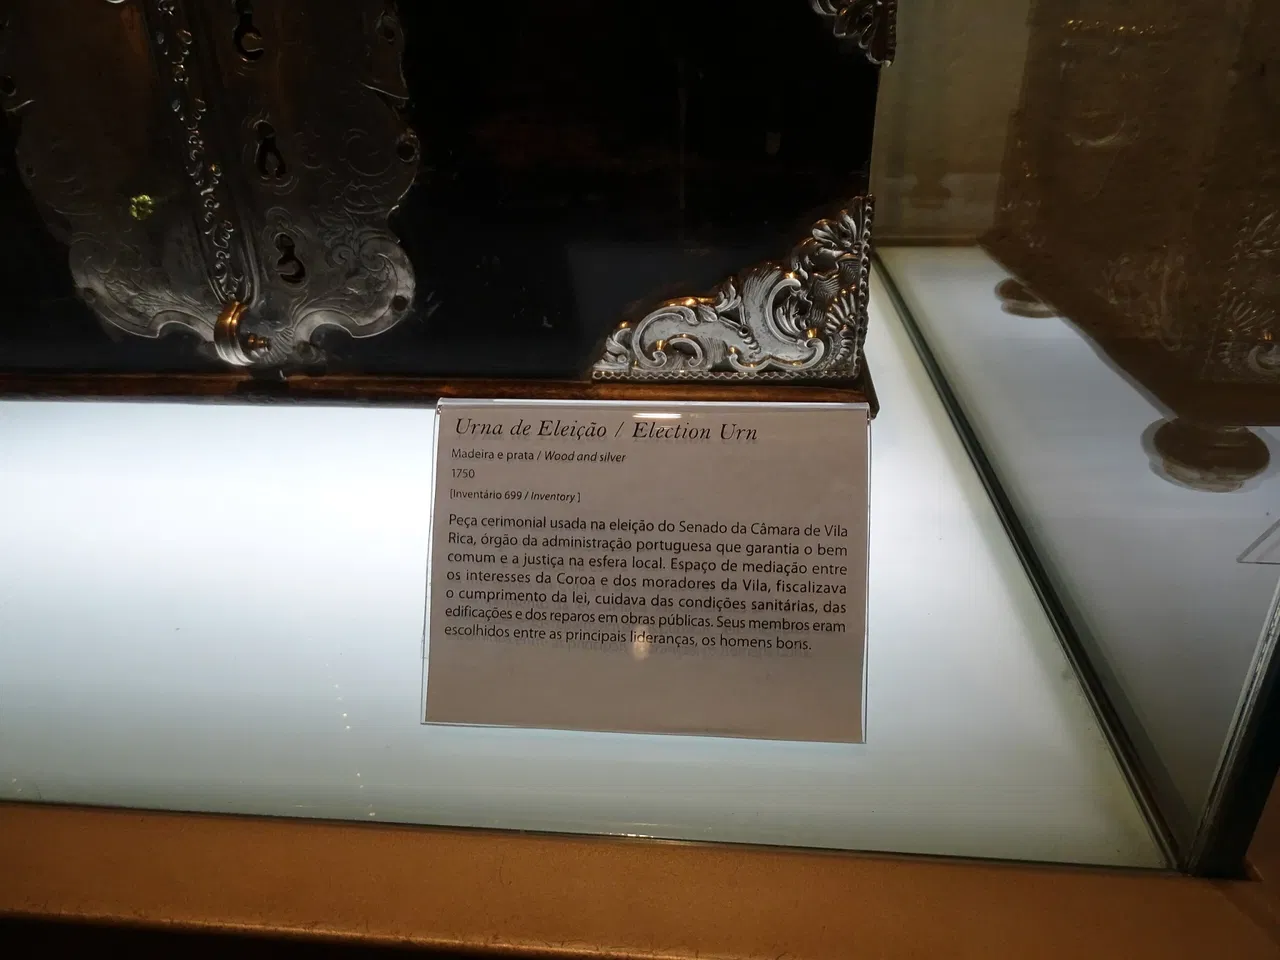 Urna de Eleição / Election Urn
Madeira e prata / Wood and silver
1750
[Inventário 699 / Inventory ]
Peça cerimonial usada na eleição do Senado da Câmara de Vila
Rica, órgão da administração portuguesa que garantia o bem
comum e a justiça na esfera local. Espaço de mediação entre
os interesses da Coroa e dos moradores da Vila, fiscalizava
o cumprimento da lei, cuidava das condições sanitárias, das
edificações e dos reparos em obras públicas. Seus membros eram
escolhidos entre as principais lideranças, os homens bons.